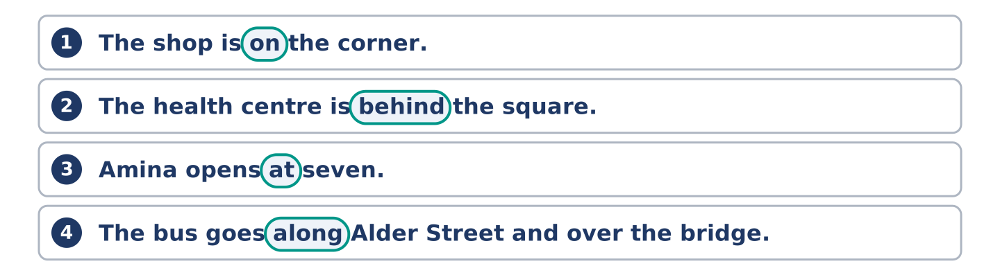 1 The shop is on the corner.
2 The health centre is behind the square.
3 Amina opens at seven.
4 The bus goes along Alder Street and over the bridge.